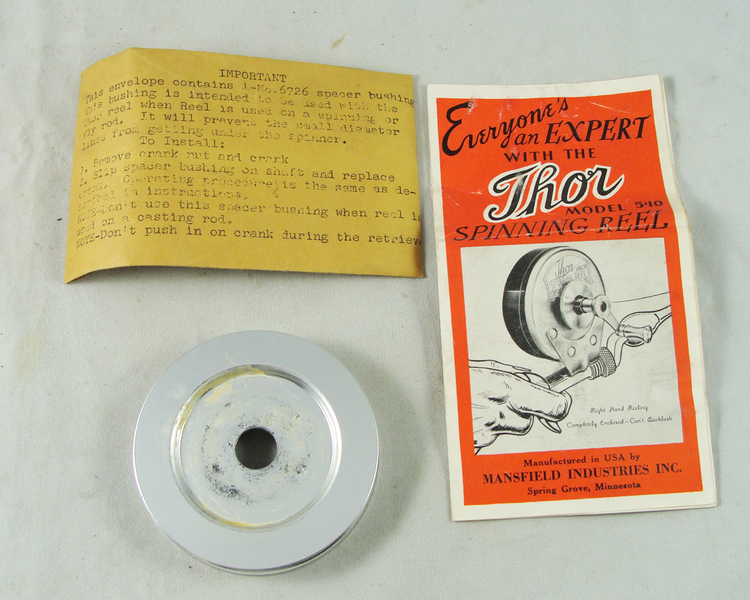 IMPORTANT
This envelope contains 1-No.6726 spacer bushing
This bushing is intended to be used with the
reel when Reel is used on a spinning or
fly rod. It will prevent the small diameter
lines from getting under the spinner.
To Install:
1. Remove crank nut and crank
2. Slip spacer bushing on shaft and replace
crank. Operating procedure is the same as de-
scribed in instructions.
NOTE-Don't use this spacer bushing when reel is
used on a casting rod.
NOTE-Don't push in on crank during the retrieve
Everyone's
an EXPERT
WITH THE
Thor
MODEL 540
SPINNING REEL
Thor
SPINNING REEL
Right Hand Reeling
Completely Enclosed - Can't Backlash
Manufactured in USA by
MANSFIELD INDUSTRIES INC.
Spring Grove, Minnesota